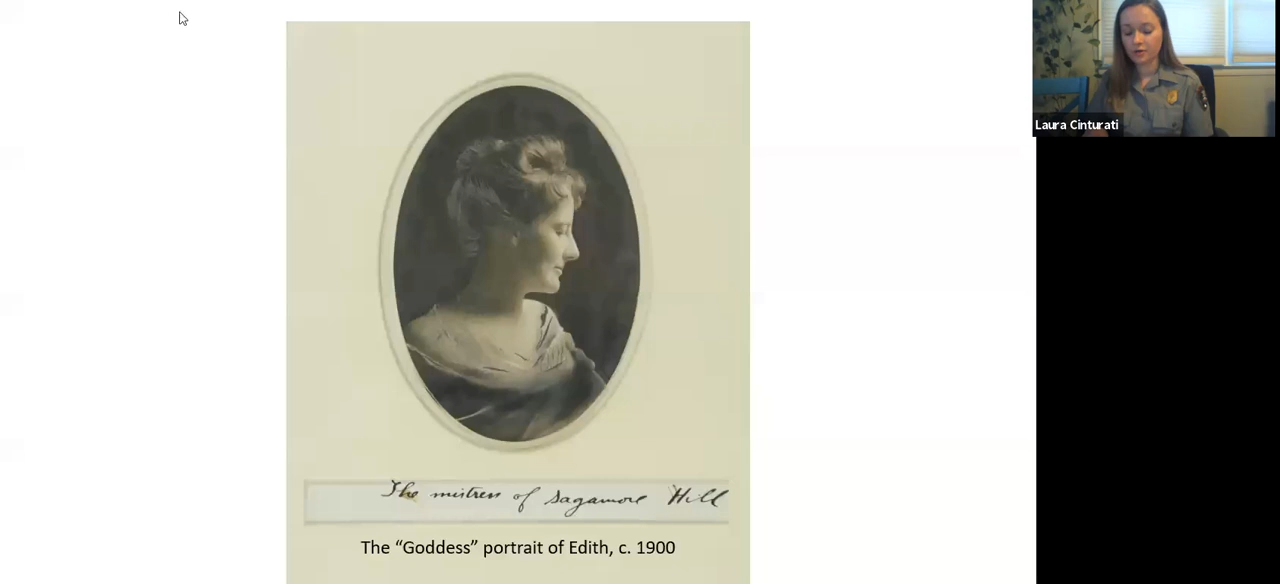 Laura Cinturati
The mistress of Sagamore Hill
The “Goddess” portrait of Edith, c. 1900